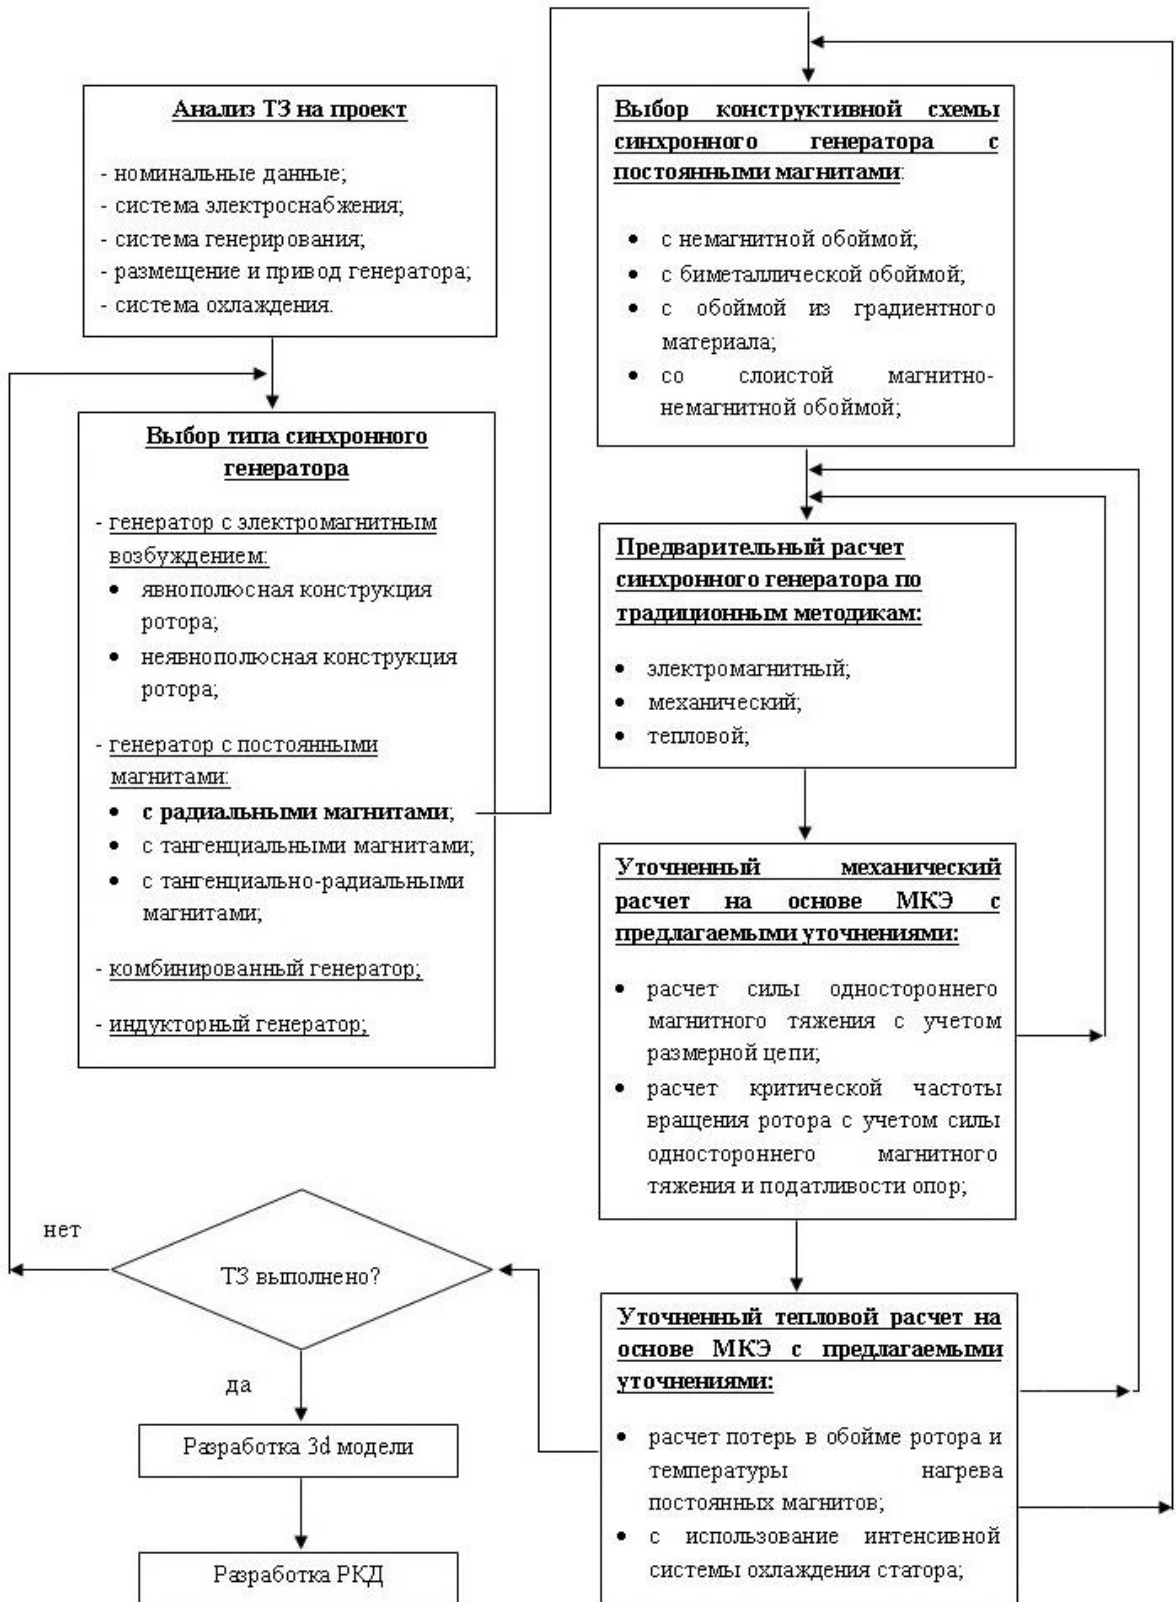 Анализ ТЗ на проект
- номинальные данные;
- система электроснабжения;
- система генерирования;
- размещение и привод генератора;
- система охлаждения.
Выбор типа синхронного
генератора
- генератор с электромагнитным
возбуждением:
• явнополюсная конструкция
ротора;
• неявнополюсная конструкция
ротора;
- генератор с постоянными
магнитами:
• с радиальными магнитами;
• с тангенциальными магнитами;
• с тангенциально-радиальными
магнитами;
- комбинированный генератор;
- индукторный генератор;
Выбор конструктивной схемы
синхронного генератора с
постоянными магнитами:
• с немагнитной обоймой;
• с биметаллической обоймой;
• с обоймой из градиентного
материала;
• со слоистой магнитно-
немагнитной обоймой;
Предварительный расчет
синхронного генератора по
традиционным методикам:
• электромагнитный;
• механический;
• тепловой;
Уточненный механический
расчет на основе МКЭ с
предлагаемыми уточнениями:
• расчет силы одностороннего
магнитного тяжения с учетом
размерной цепи;
• расчет критической частоты
вращения ротора с учетом силы
одностороннего магнитного
тяжения и податливости опор;
Уточненный тепловой расчет на
основе МКЭ с предлагаемыми
уточнениями:
• расчет потерь в обойме ротора и
температуры нагрева
постоянных магнитов;
• с использование интенсивной
системы охлаждения статора;
нет
ТЗ выполнено?
да
Разработка 3d модели
Разработка РКД